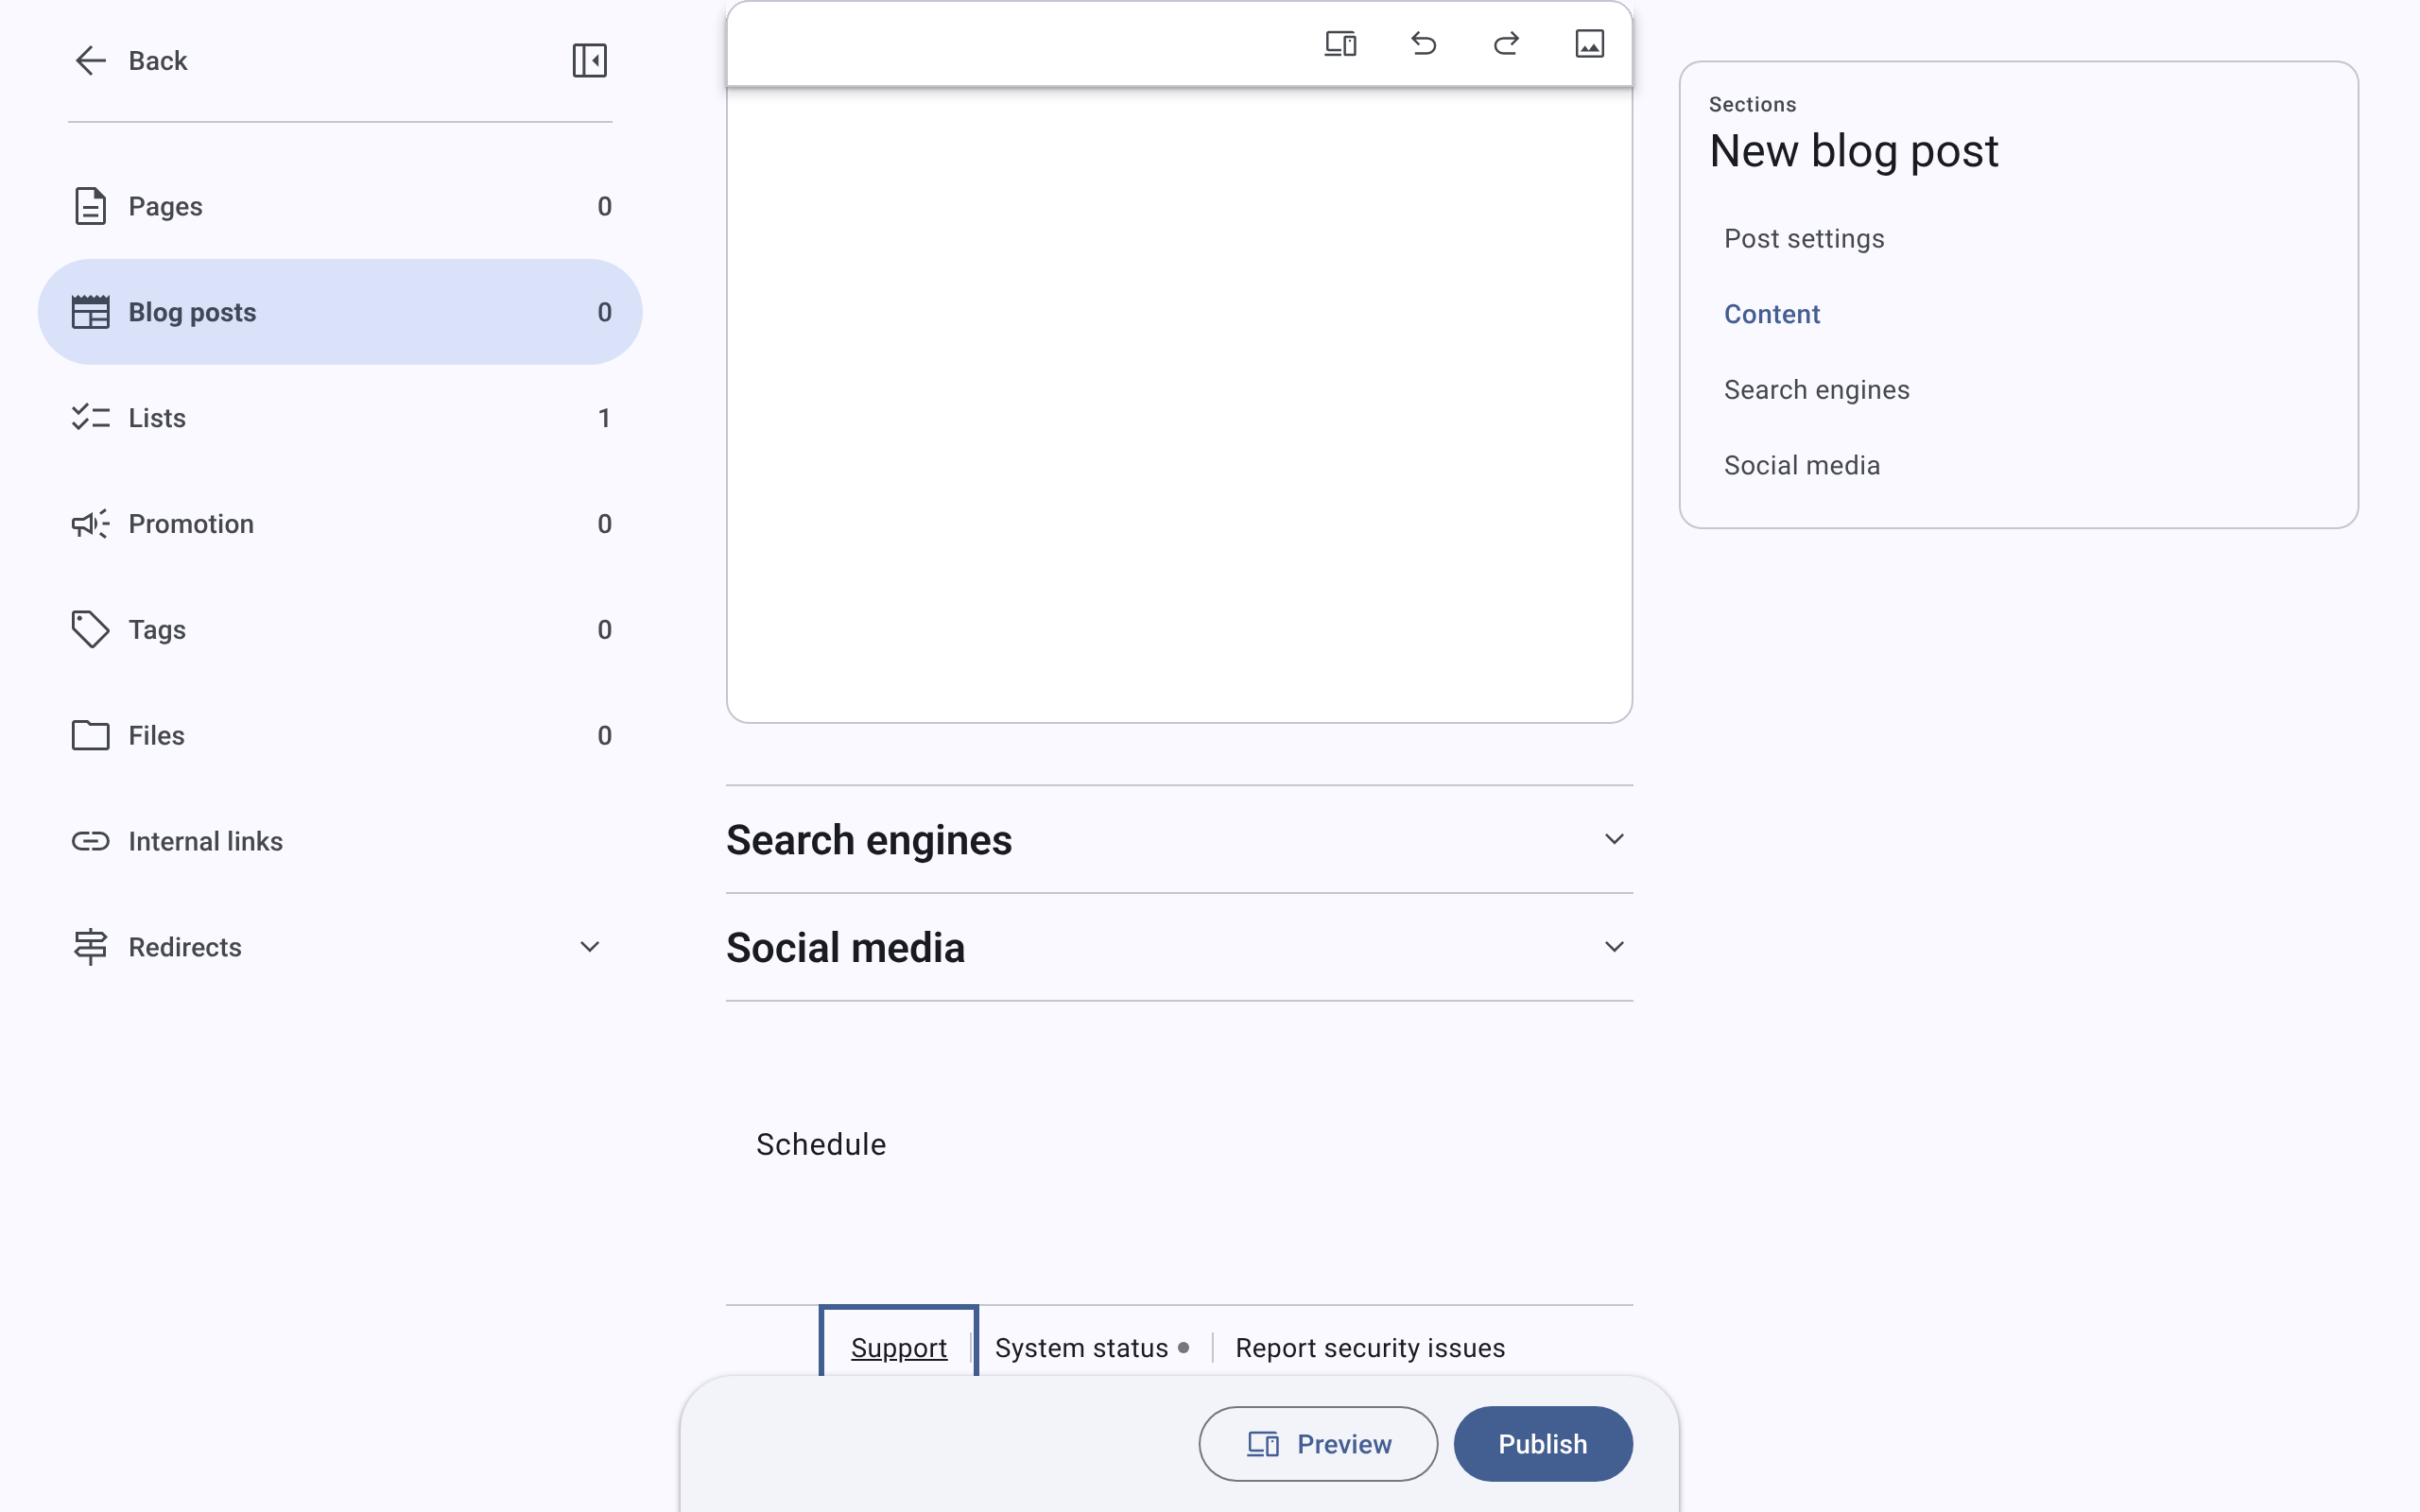 Back
Pages 0
Blog posts 0
Lists 1
Promotion 0
Tags 0
Files 0
Internal links
Redirects
Search engines
Social media
Schedule
Support
System status
Report security issues
Preview
Publish
Sections
New blog post
Post settings
Content
Search engines
Social media